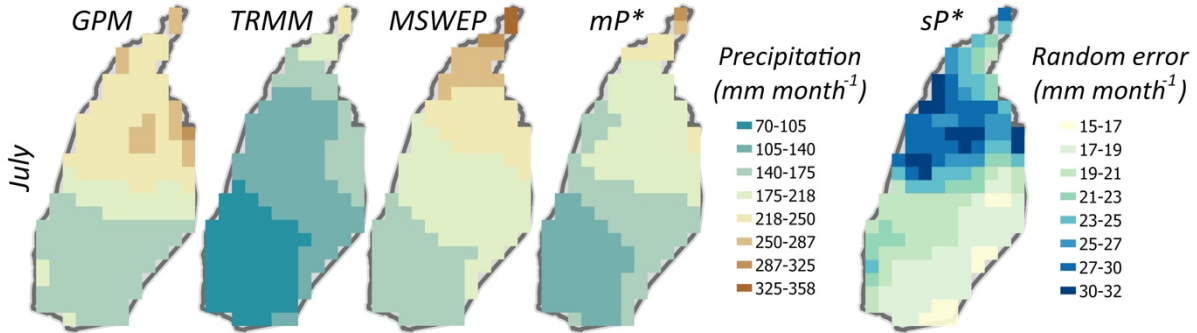 GPM TRMM MSWEP mP* sP*
July
Precipitation
(mm month-1)
70-105
105-140
140-175
175-218
218-250
250-287
287-325
325-358
Random error
(mm month-1)
15-17
17-19
19-21
21-23
23-25
25-27
27-30
30-32